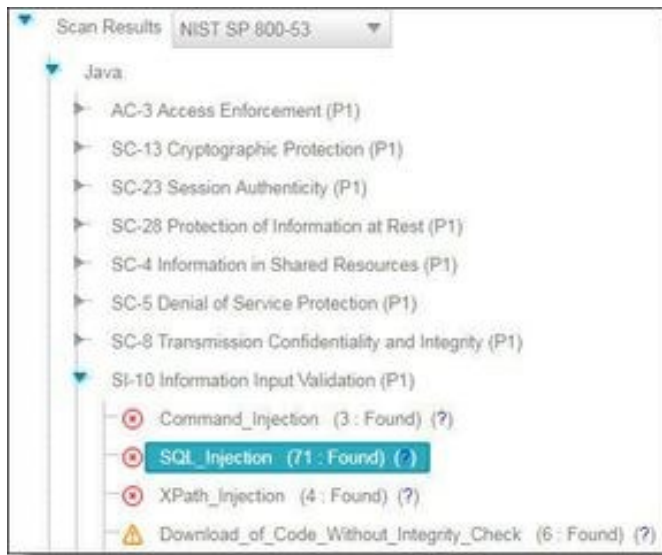 Scan Results NIST SP 800-53
Java
AC-3 Access Enforcement (P1)
SC-13 Cryptographic Protection (P1)
SC-23 Session Authenticity (P1)
SC-28 Protection of Information at Rest (P1)
SC-4 Information in Shared Resources (P1)
SC-5 Denial of Service Protection (P1)
SC-8 Transmission Confidentiality and Integrity (P1)
SI-10 Information Input Validation (P1)
Command_Injection (3 : Found) (?)
SQL_Injection (71 : Found) (?)
XPath_Injection (4 : Found) (?)
Download_of_Code_Without_Integrity_Check (6 : Found) (?)